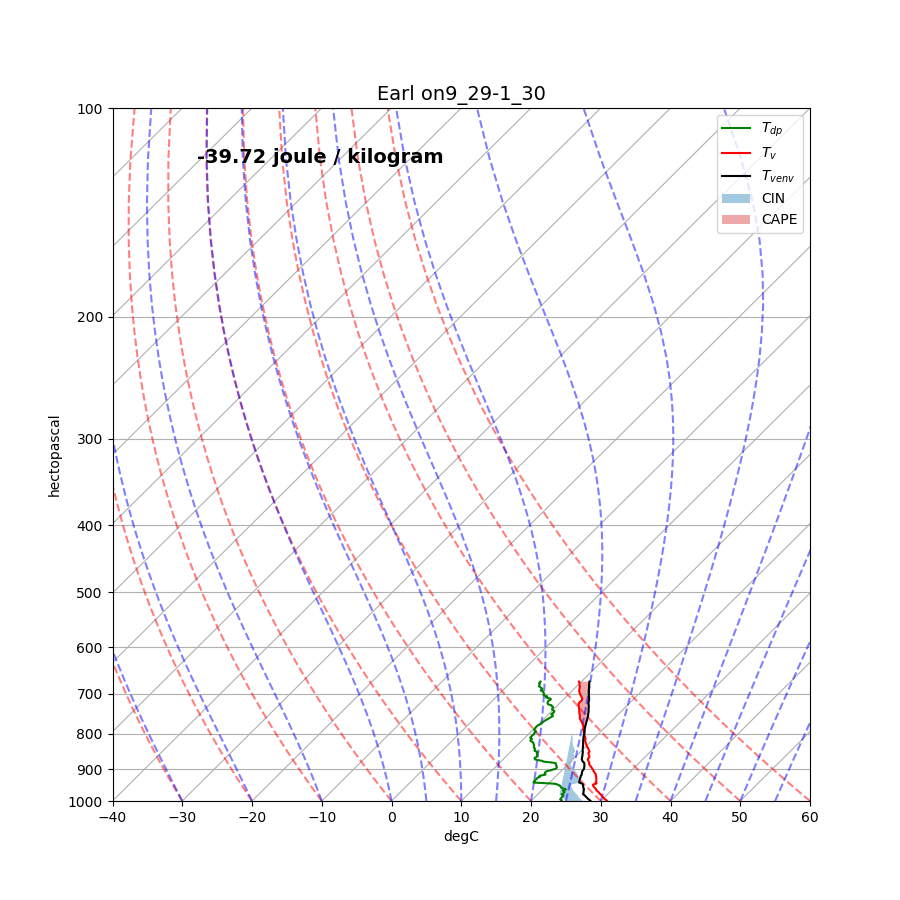 Earl on9_29-1_30
-39.72 joule / kilogram
T_dp
T_v
T_venv
CIN
CAPE
100
200
300
400
500
600
700
800
900
1000
hectopascal
−40 −30 −20 −10 0 10 20 30 40 50 60
degC